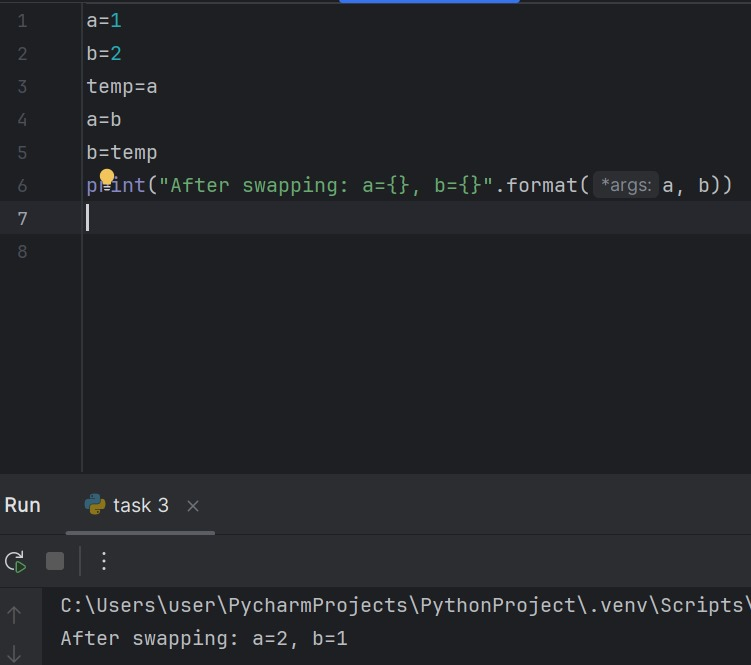 1 a=1
2 b=2
3 temp=a
4 a=b
5 b=temp
6 print("After swapping: a={}, b={}".format( *args: a, b))
7
8
Run task 3
C:\Users\user\PycharmProjects\PythonProject\.venv\Scripts\
After swapping: a=2, b=1